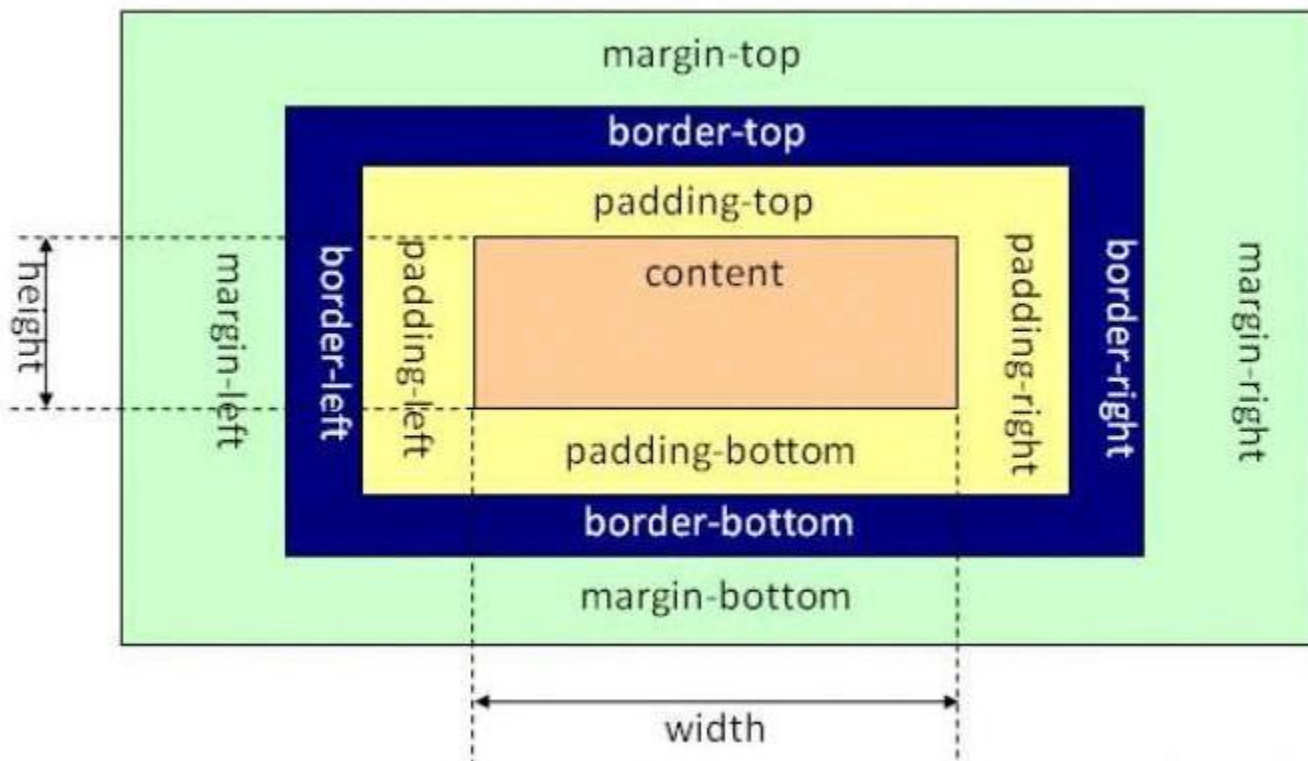 margin-top
border-top
padding-top
content
height
margin-left
border-left
padding-left
padding-right
border-right
margin-right
padding-bottom
border-bottom
margin-bottom
width